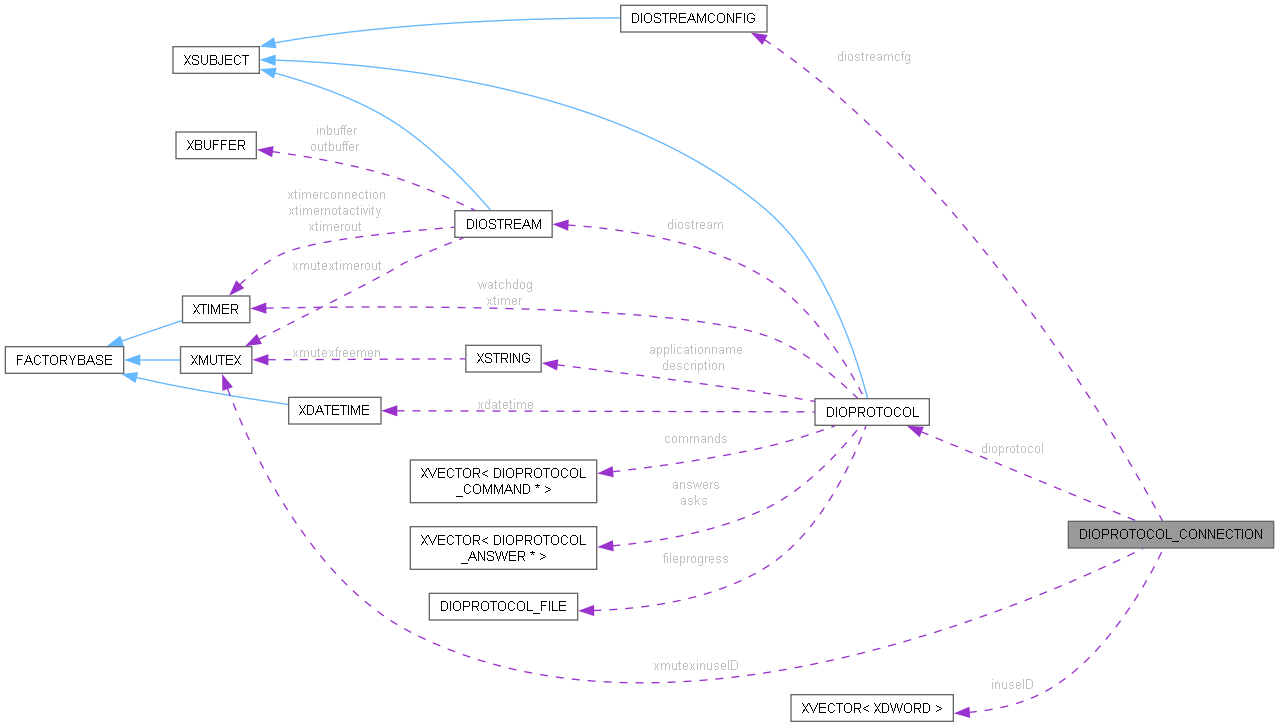 DIOSTREAMCONFIG
XSUBJECT
diostreamcfg
XBUFFER
inbuffer
outbuffer
xtimerconnection
xtimernotactivity
xtimerout
DIOSTREAM
diostream
xmutextimerout
watchdog
xtimer
XTIMER
FACTORYBASE
XMUTEX
xmutexfreemen
XSTRING
applicationname
description
XDATETIME
xdatetime
DIOPROTOCOL
commands
dioprotocol
XVECTOR< DIOPROTOCOL
_COMMAND * >
answers
asks
XVECTOR< DIOPROTOCOL
_ANSWER * >
DIOPROTOCOL_CONNECTION
fileprogress
DIOPROTOCOL_FILE
xmutexinuseID
inuseID
XVECTOR< XDWORD >